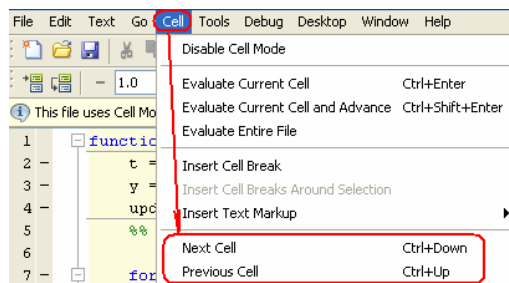 File Edit Text Go Cell Tools Debug Desktop Window Help
Disable Cell Mode
− 1.0
Evaluate Current Cell Ctrl+Enter
This file uses Cell Mo
Evaluate Current Cell and Advance Ctrl+Shift+Enter
Evaluate Entire File
1 functio
2 − t =
Insert Cell Break
3 − y =
Insert Cell Breaks Around Selection
4 − upd
Insert Text Markup
5 %%
Next Cell Ctrl+Down
6
7 − for
Previous Cell Ctrl+Up